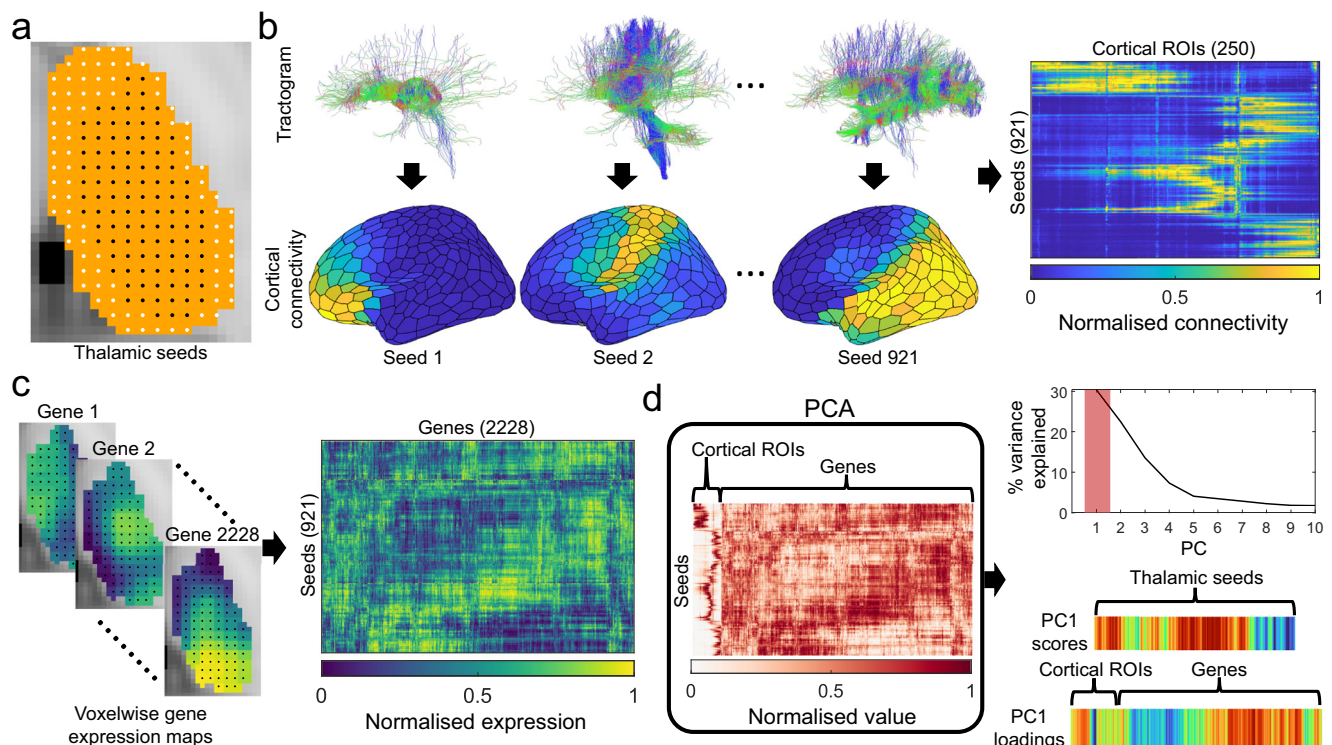 a
Thalamic seeds
b
Tractogram
Cortical connectivity
Seed 1
Seed 2
Seed 921
Cortical ROIs (250)
Seeds (921)
0 0.5 1
Normalised connectivity
c
Gene 1
Gene 2
Gene 2228
Voxelwise gene
expression maps
Genes (2228)
Seeds (921)
0 0.5 1
Normalised expression
d
PCA
Cortical ROIs
Genes
Seeds
0 0.5 1
Normalised value
% variance
explained
30
20
10
0
1 2 3 4 5 6 7 8 9 10
PC
Thalamic seeds
PC1
scores
Cortical ROIs
Genes
PC1
loadings